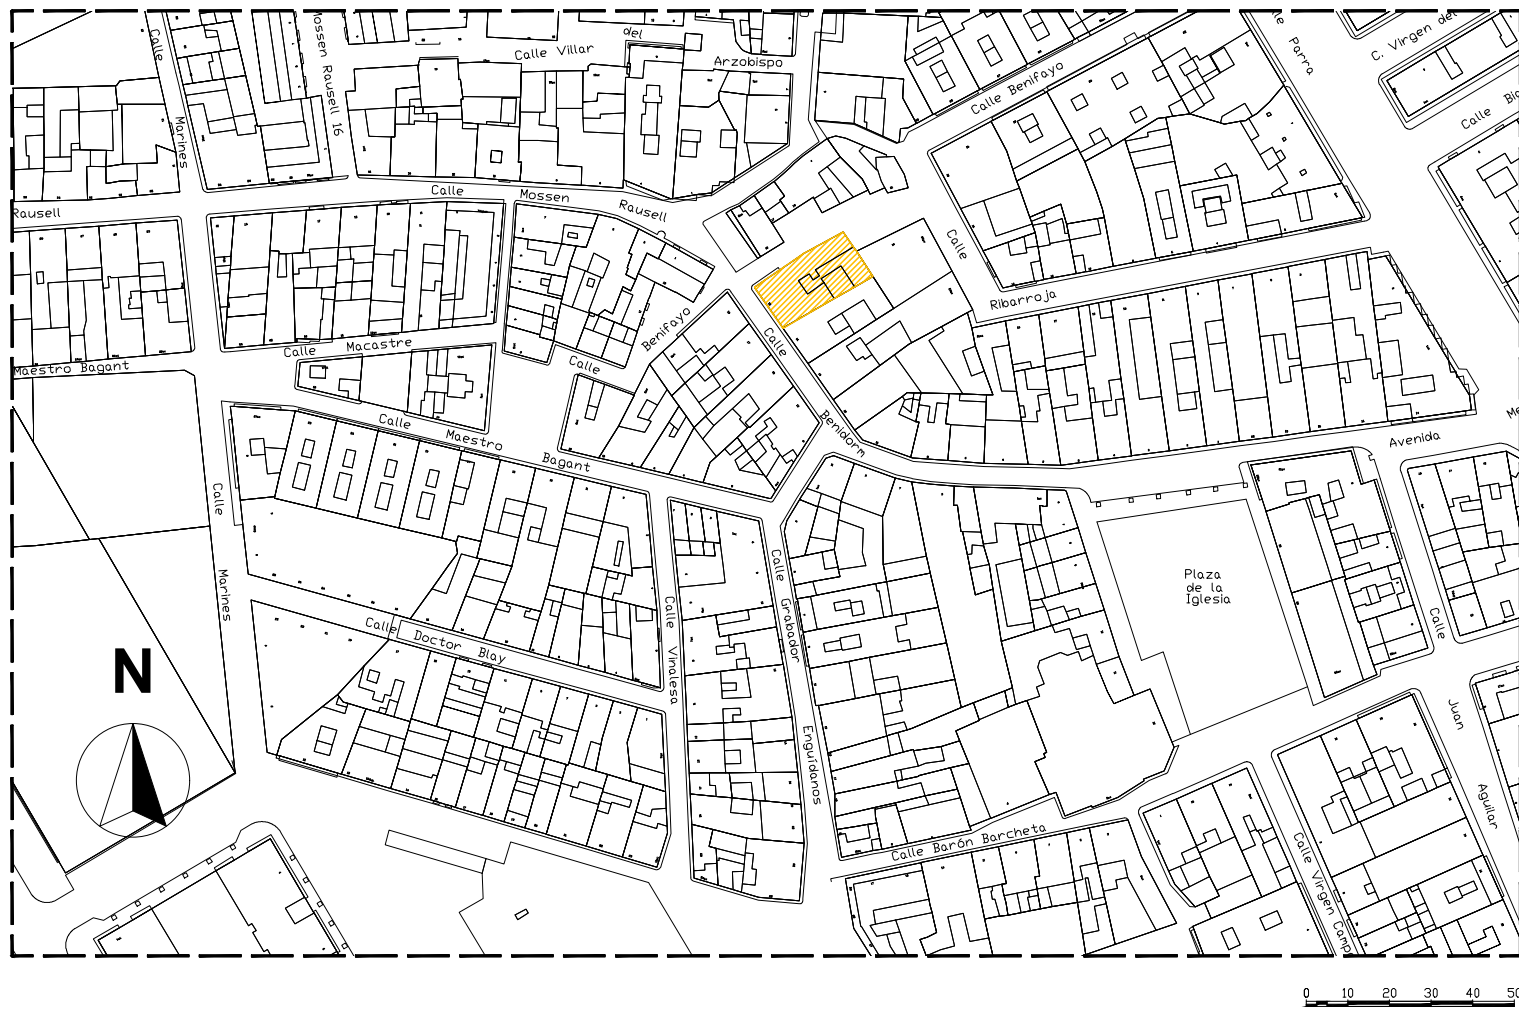 Calle
Marines
Mossen Rausell 16
Calle Villar
del
Arzobispo
Calle Benifayo
Parra
C. Virgen del
Calle
Rausell
Calle
Mossen
Rausell
Calle
Ribarroja
Maestro Bagant
Calle
Macastre
Calle
Benifayo
Calle
Benidorm
Calle
Maestro
Bagant
Avenida
Calle
Marines
Calle
Doctor
Blay
Calle
Vinalesa
Calle
Grabador
Enguídanos
Plaza
de la
Iglesia
Calle
Juan
Aguilar
Calle Barón Barcheta
Calle Virgen Camp
N
0 10 20 30 40 50